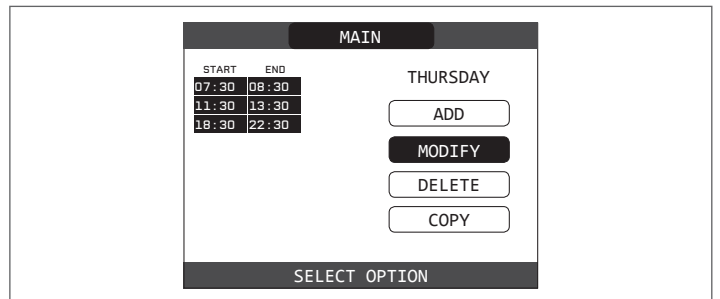 MAIN
START END
07:30 08:30
11:30 13:30
18:30 22:30
THURSDAY
ADD
MODIFY
DELETE
COPY
SELECT OPTION